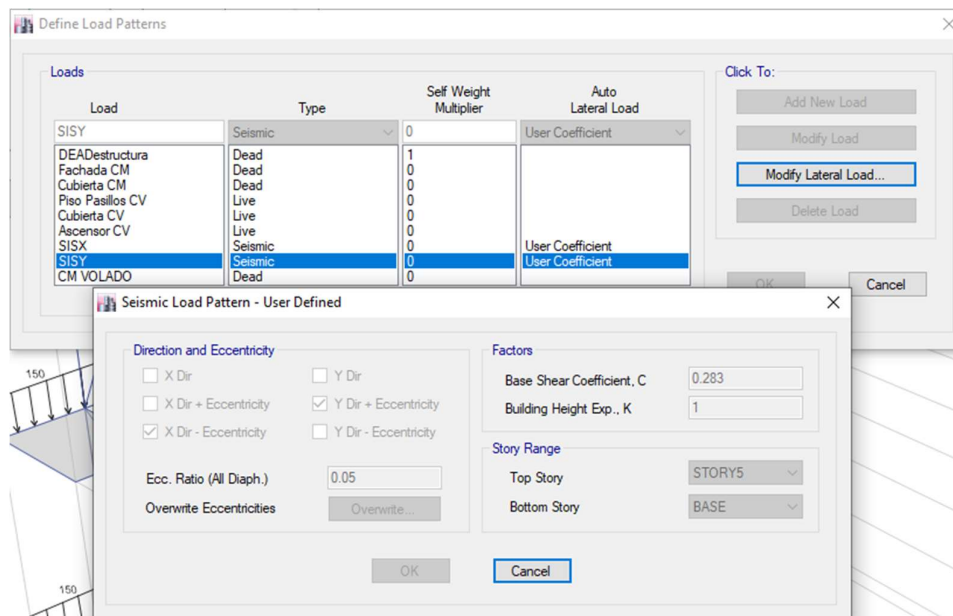 Define Load Patterns
Loads
Click To:
Load Type Self Weight Multiplier Auto Lateral Load
SISY Seismic 0 User Coefficient
DEADestructura Dead 1
Fachada CM Dead 0
Cubierta CM Dead 0
Piso Pasillos CV Live 0
Cubierta CV Live 0
Ascensor CV Live 0
SISX Seismic 0 User Coefficient
SISY Seismic 0 User Coefficient
CM VOLADO Dead 0
Add New Load
Modify Load
Modify Lateral Load...
Delete Load
OK Cancel
Seismic Load Pattern - User Defined
Direction and Eccentricity
X Dir Y Dir
X Dir + Eccentricity Y Dir + Eccentricity
X Dir - Eccentricity Y Dir - Eccentricity
Ecc. Ratio (All Diaph.) 0.05
Overwrite Eccentricities Overwrite...
Factors
Base Shear Coefficient, C 0.283
Building Height Exp., K 1
Story Range
Top Story STORY5
Bottom Story BASE
OK Cancel
150
150